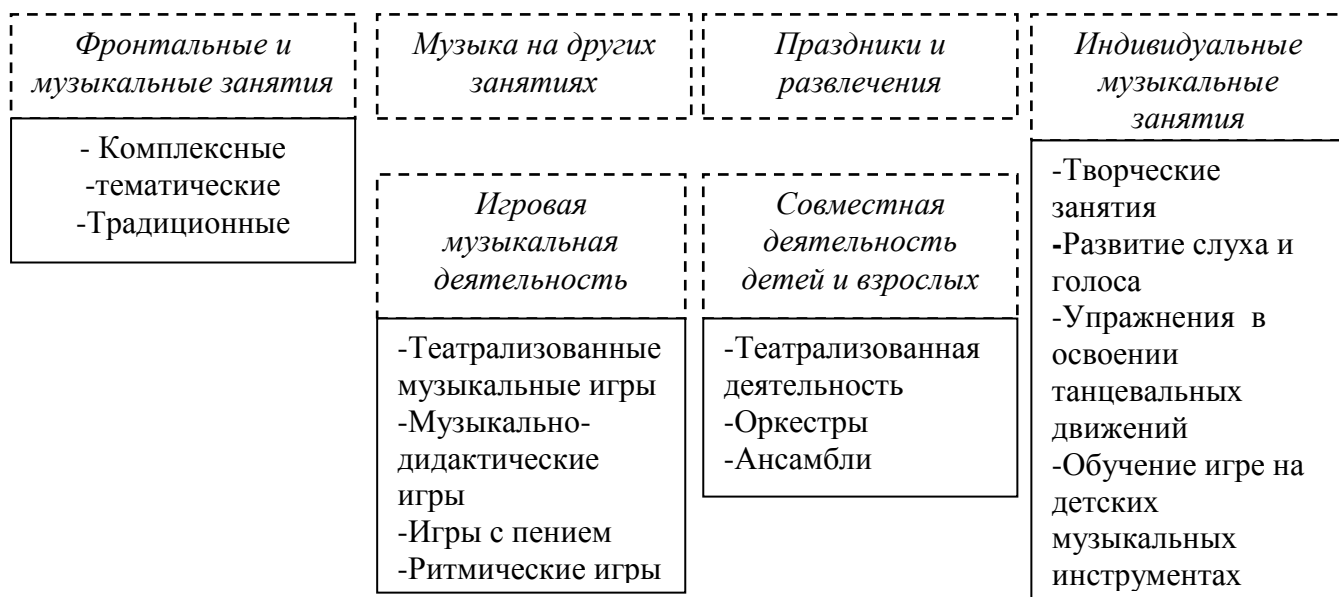 Фронтальные и
музыкальные занятия
- Комплексные
-тематические
-Традиционные
Музыка на других
занятиях
Праздники и
развлечения
Индивидуальные
музыкальные
занятия
-Творческие
занятия
-Развитие слуха и
голоса
-Упражнения в
освоении
танцевальных
движений
-Обучение игре на
детских
музыкальных
инструментах
Игровая
музыкальная
деятельность
-Театрализованные
музыкальные игры
-Музыкально-
дидактические
игры
-Игры с пением
-Ритмические игры
Совместная
деятельность
детей и взрослых
-Театрализованная
деятельность
-Оркестры
-Ансамбли